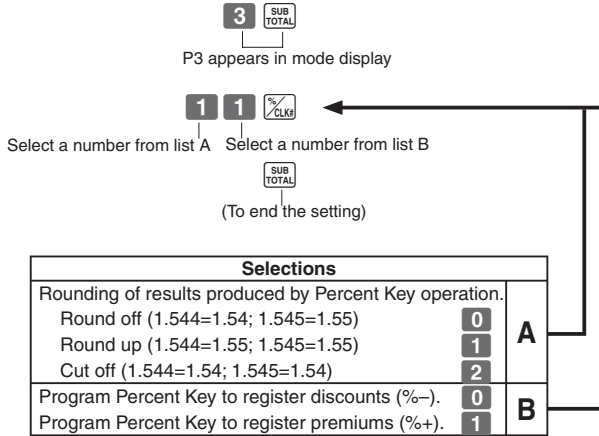 3 SUB TOTAL
P3 appears in mode display
1 1 %/CLK#
Select a number from list A Select a number from list B
SUB TOTAL
(To end the setting)
Selections
Rounding of results produced by Percent Key operation.
Round off (1.544=1.54; 1.545=1.55) 0
Round up (1.544=1.55; 1.545=1.55) 1
Cut off (1.544=1.54; 1.545=1.54) 2
A
Program Percent Key to register discounts (%–). 0
Program Percent Key to register premiums (%+). 1
B